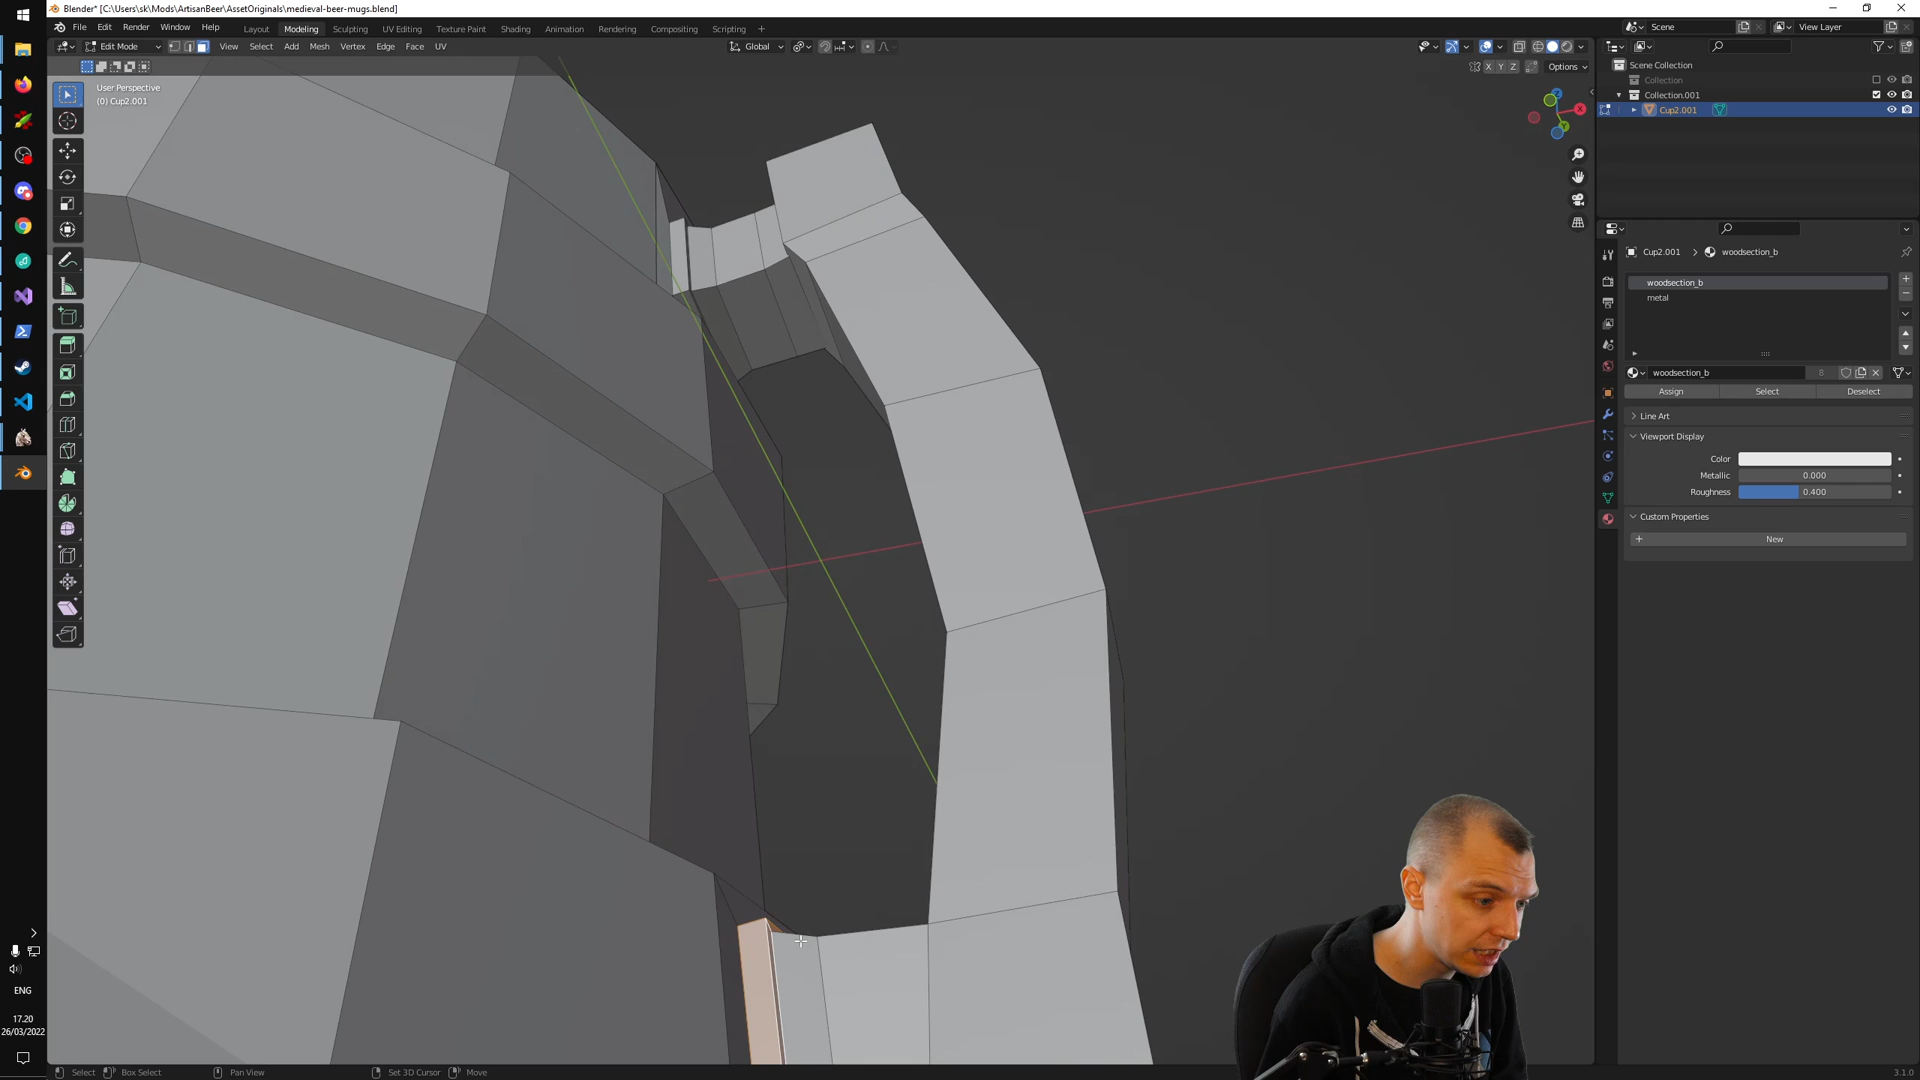 Blender* [C:\Users\sk\Mods\ArtisanBeer\AssetOriginals\medieval-beer-mugs.blend]
File Edit Render Window Help Layout Modeling Sculpting UV Editing Texture Paint Shading Animation Rendering Compositing Scripting + Scene View Layer
Edit Mode View Select Add Mesh Vertex Edge Face UV Global
X Y Z Options
User Perspective
(0) Cup2.001
Scene Collection
Collection
Collection.001
Cup2.001
Cup2.001 > woodsection_b
woodsection_b
metal
woodsection_b 8
Assign Select Deselect
Line Art
Viewport Display
Color
Metallic 0.000
Roughness 0.400
Custom Properties
+ New
ENG
17.20
26/03/2022
Select Box Select Pan View Set 3D Cursor Move 3.1.0